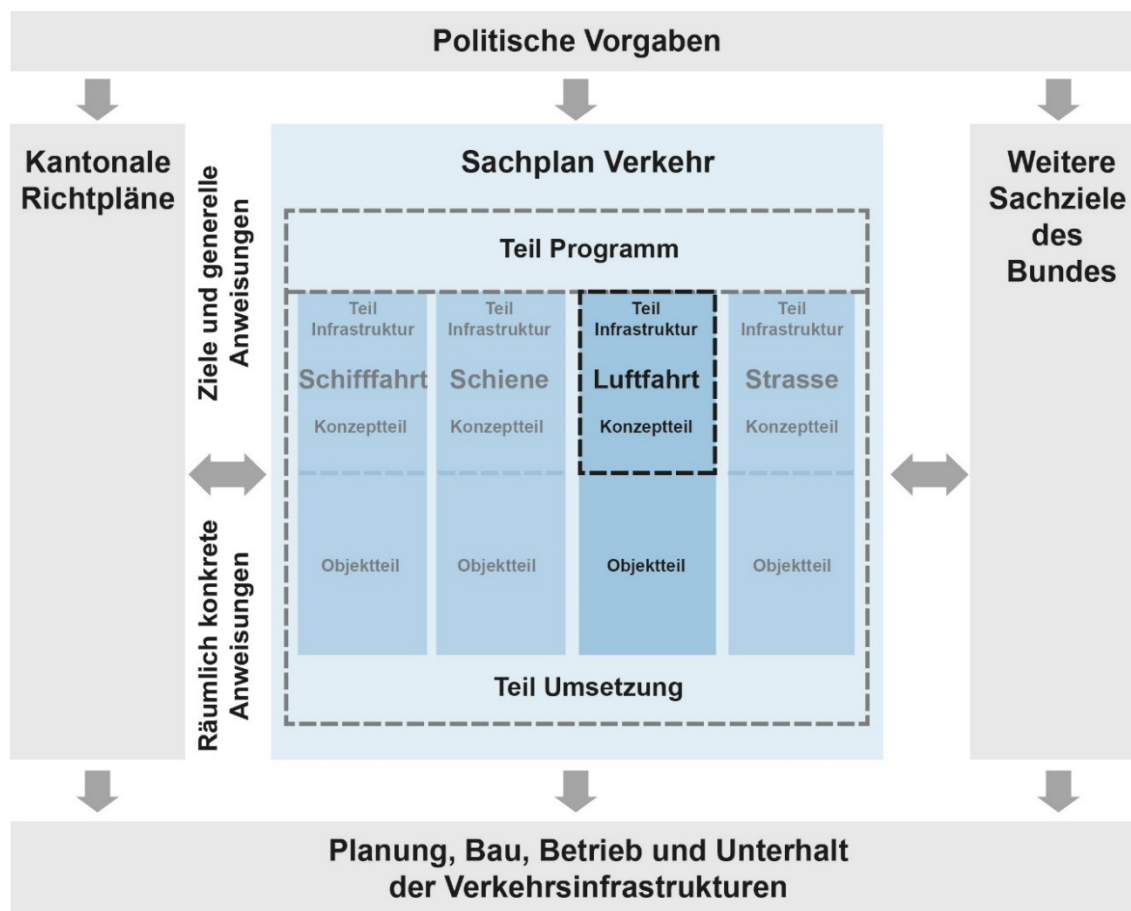 Politische Vorgaben
Kantonale
Richtpläne
Ziele und generelle
Anweisungen
Räumlich konkrete
Anweisungen
Sachplan Verkehr
Teil Programm
Teil
Infrastruktur
Schifffahrt
Konzeptteil
Objektteil
Teil
Infrastruktur
Schiene
Konzeptteil
Objektteil
Teil
Infrastruktur
Luftfahrt
Konzeptteil
Objektteil
Teil
Infrastruktur
Strasse
Konzeptteil
Objektteil
Teil Umsetzung
Weitere
Sachziele
des
Bundes
Planung, Bau, Betrieb und Unterhalt
der Verkehrsinfrastrukturen